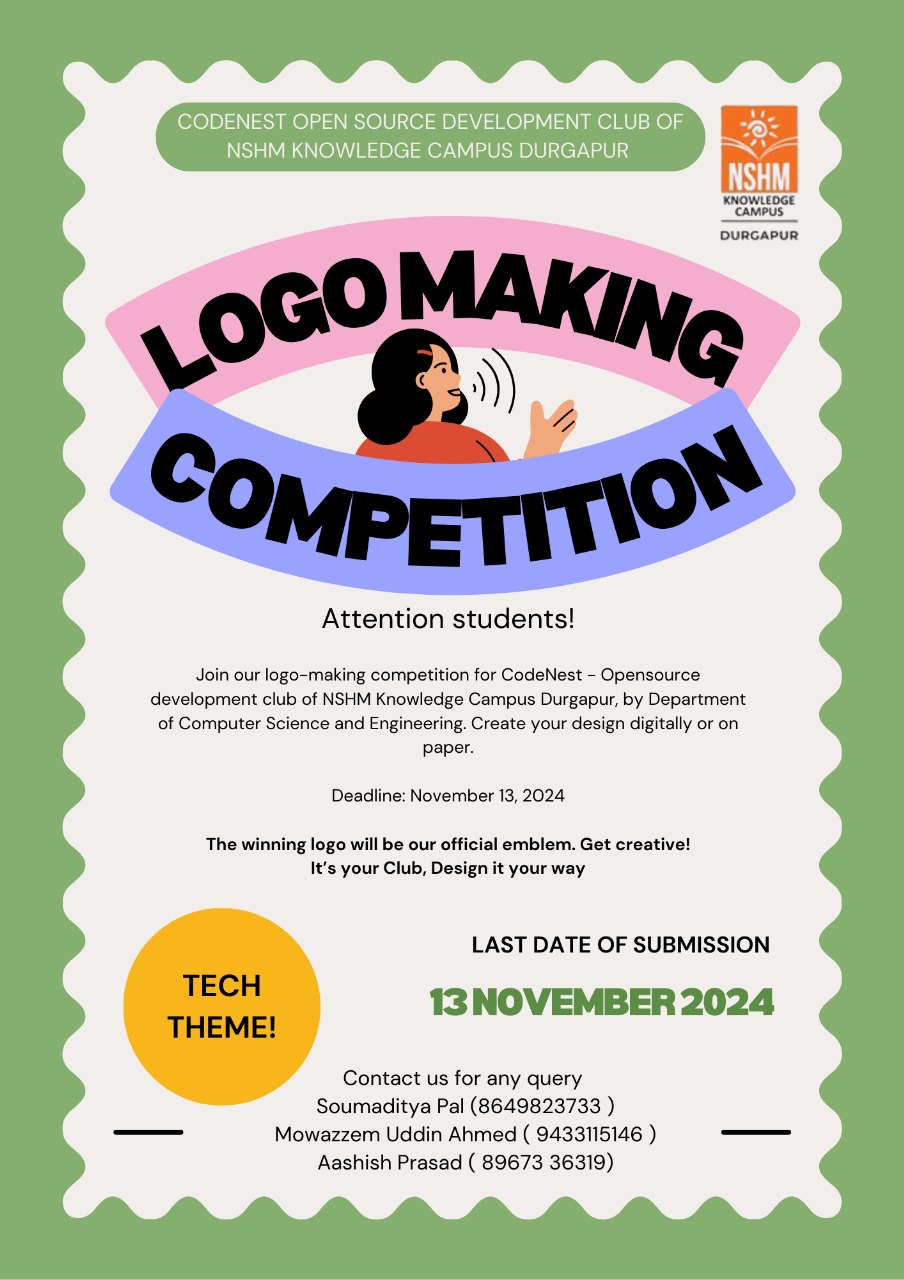 CODENEST OPEN SOURCE DEVELOPMENT CLUB OF
NSHM KNOWLEDGE CAMPUS DURGAPUR
NSHM
KNOWLEDGE
CAMPUS
DURGAPUR
LOGO MAKING
COMPETITION
Attention students!
Join our logo-making competition for CodeNest - Opensource
development club of NSHM Knowledge Campus Durgapur, by Department
of Computer Science and Engineering. Create your design digitally or on
paper.
Deadline: November 13, 2024
The winning logo will be our official emblem. Get creative!
It’s your Club, Design it your way
TECH
THEME!
LAST DATE OF SUBMISSION
13 NOVEMBER 2024
Contact us for any query
Soumaditya Pal (8649823733 )
Mowazzem Uddin Ahmed ( 9433115146 )
Aashish Prasad ( 89673 36319)